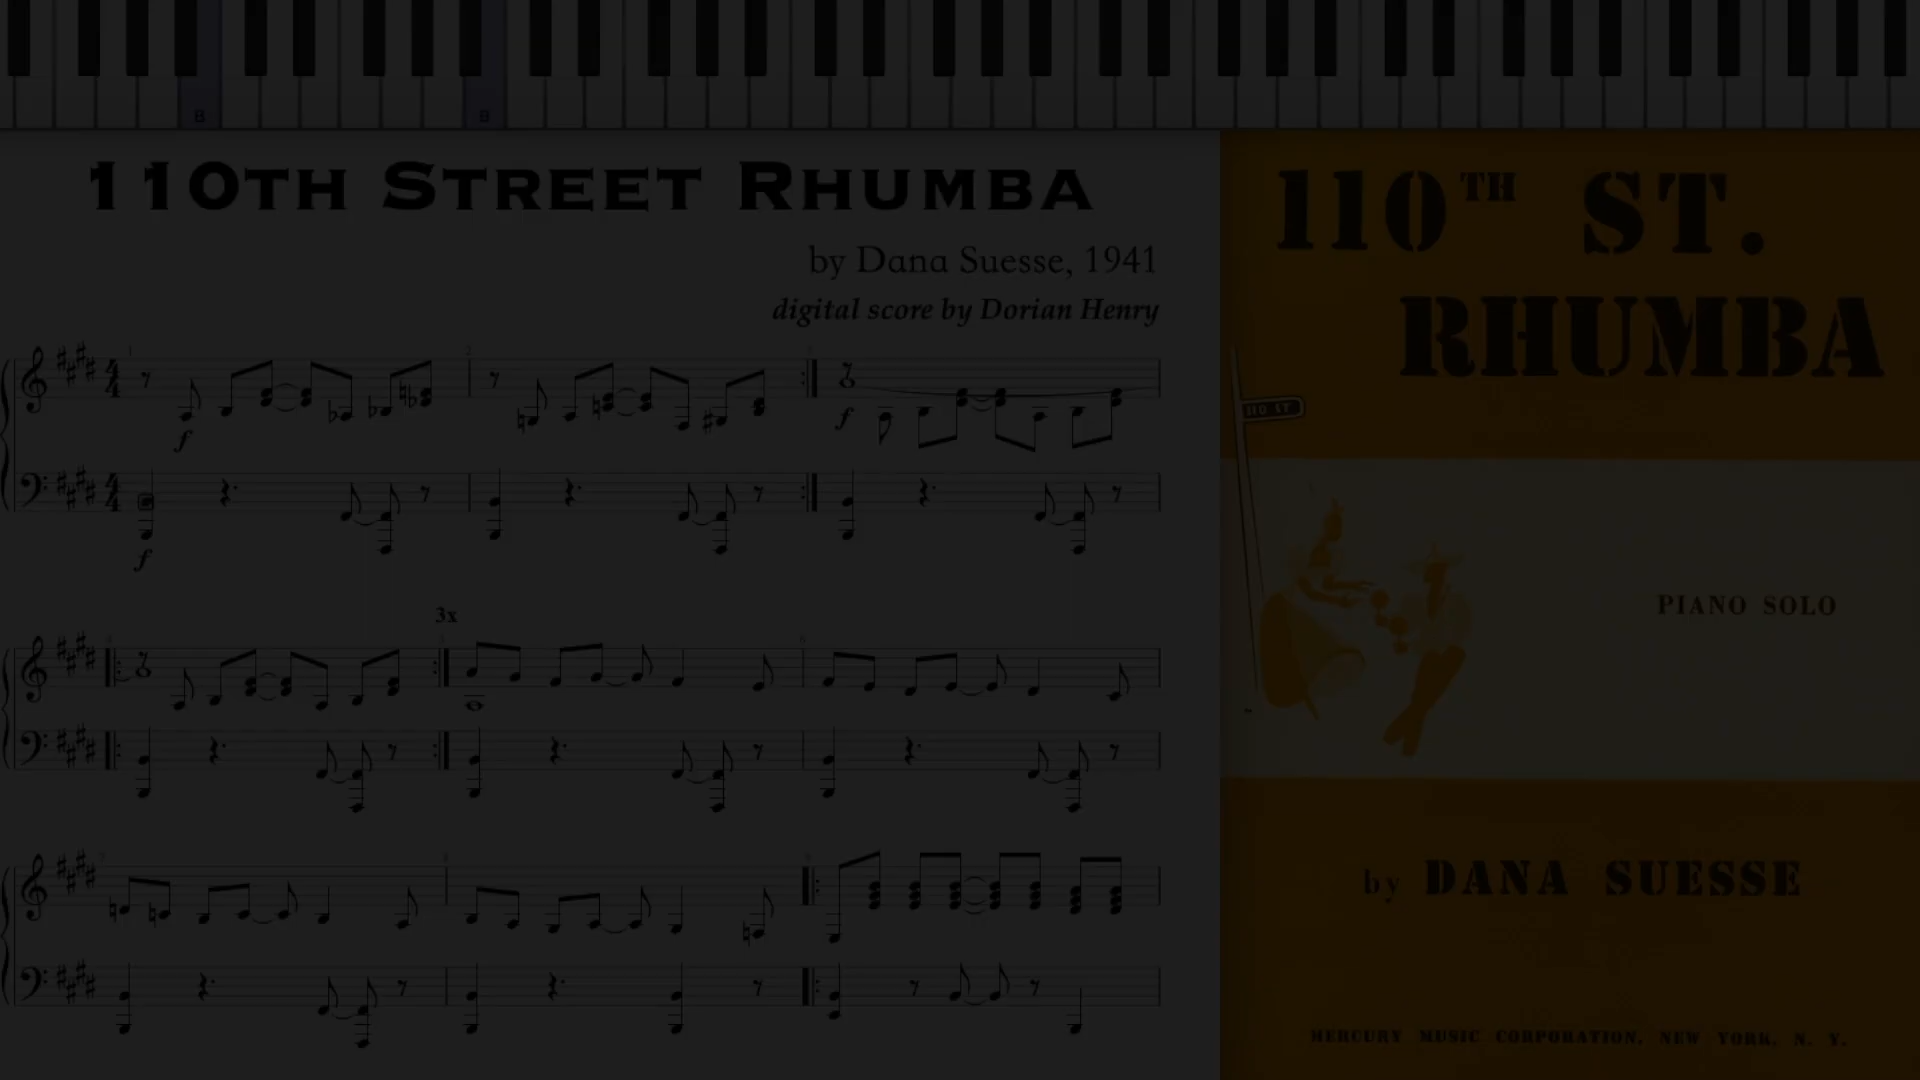 B
B
110TH STREET RHUMBA
by Dana Suesse, 1941
digital score by Dorian Henry
3x
110TH ST.
RHUMBA
110 ST
PIANO SOLO
by DANA SUESSE
MERCURY MUSIC CORPORATION, NEW YORK, N. Y.